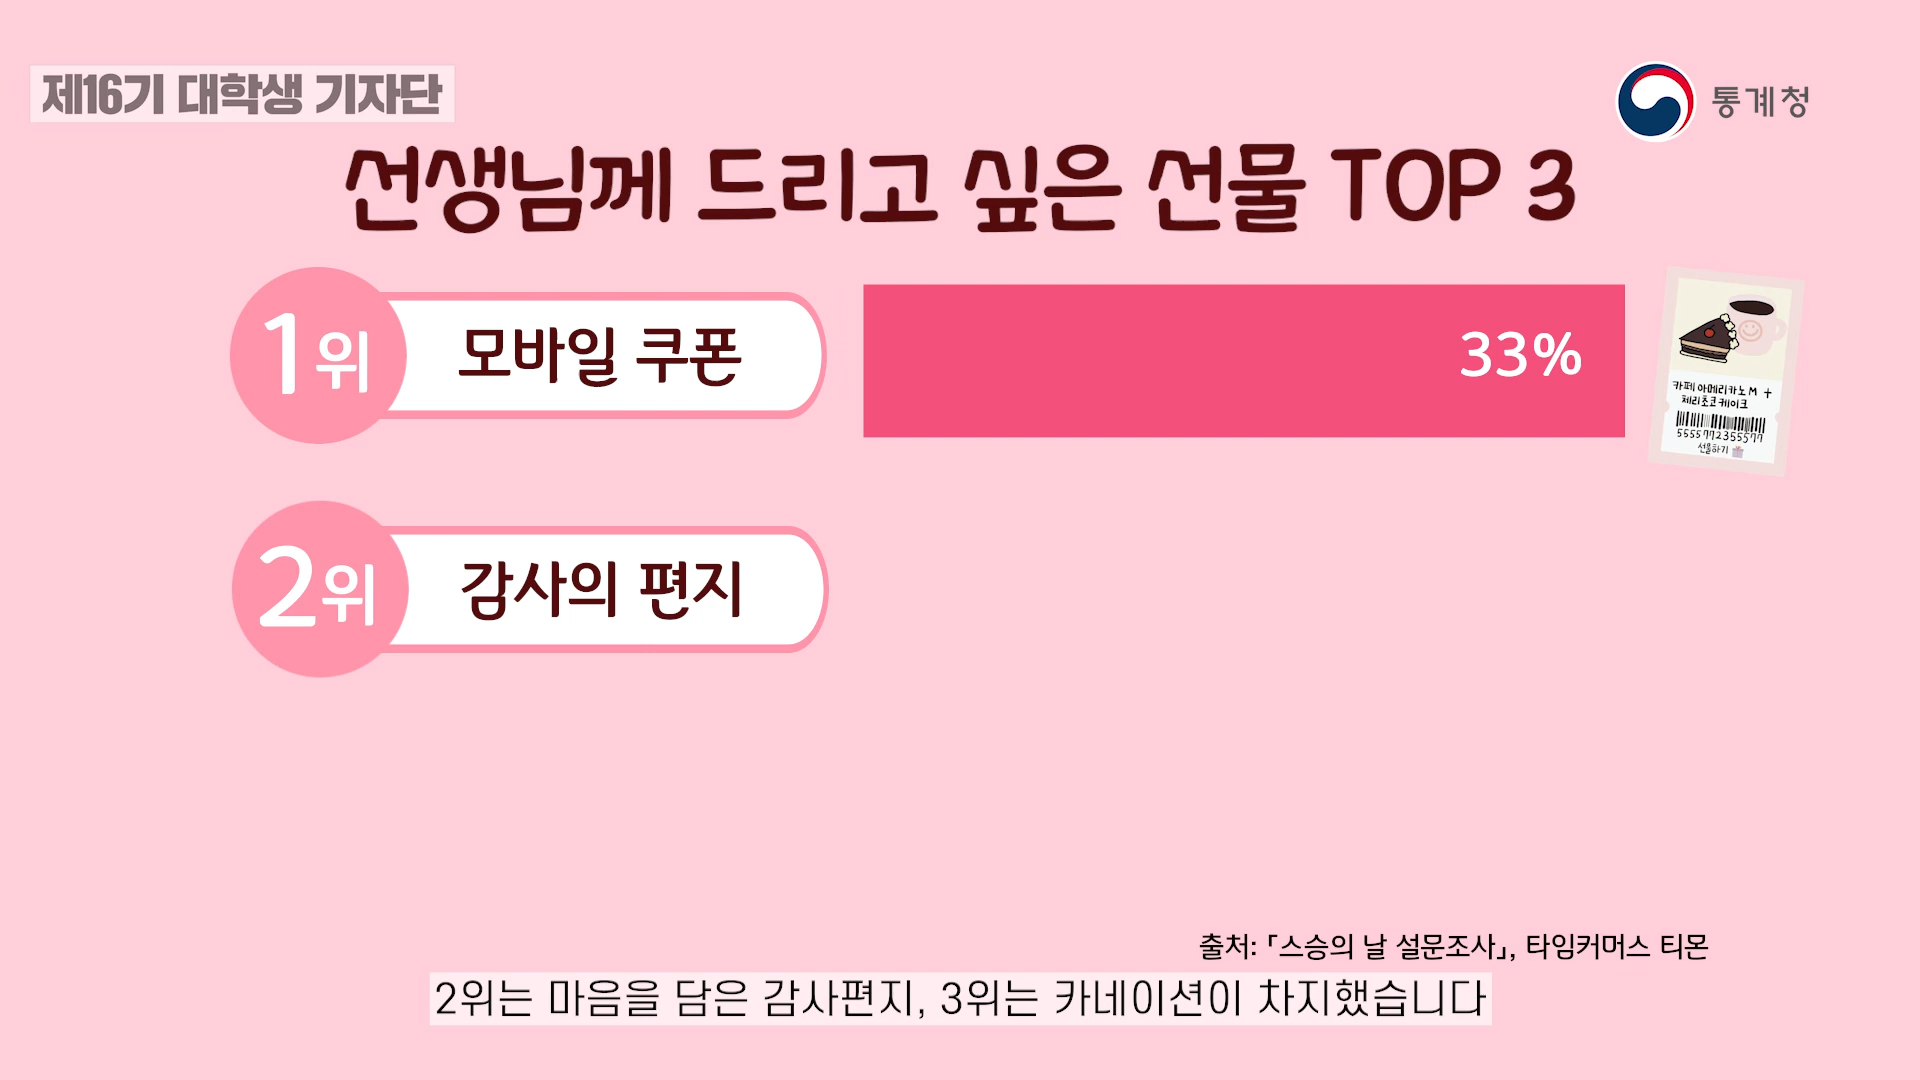 제16기 대학생 기자단
통계청
선생님께 드리고 싶은 선물 TOP 3
1위 모바일 쿠폰
33%
카페 아메리카노 M +
체리초코 케이크
5555772355577
선물하기
2위 감사의 편지
출처: 「스승의 날 설문조사」, 타임커머스 티몬
2위는 마음을 담은 감사편지, 3위는 카네이션이 차지했습니다